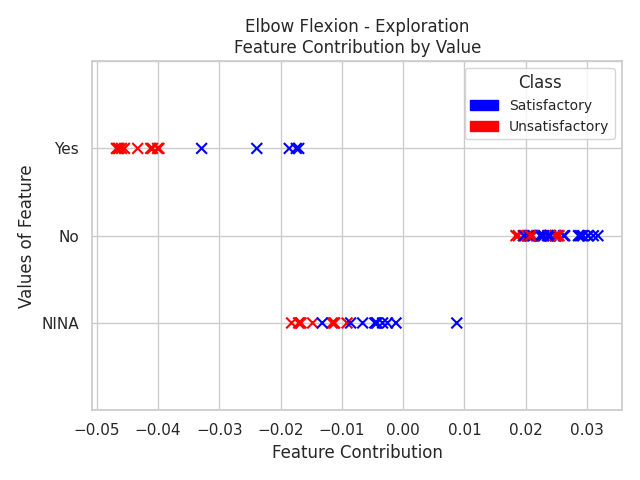 Elbow Flexion - Exploration
Feature Contribution by Value
Class
Satisfactory
Unsatisfactory
Values of Feature
Yes
No
NINA
−0.05 −0.04 −0.03 −0.02 −0.01 0.00 0.01 0.02 0.03
Feature Contribution